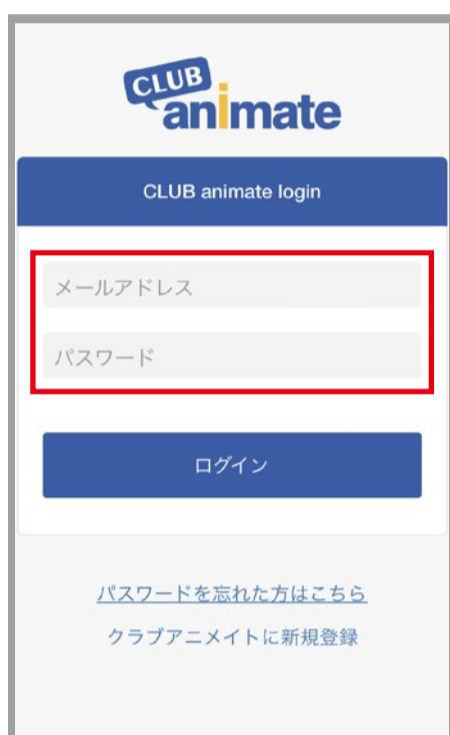 CLUB
animate
CLUB animate login
メールアドレス
パスワード
ログイン
パスワードを忘れた方はこちら
クラブアニメイトに新規登録